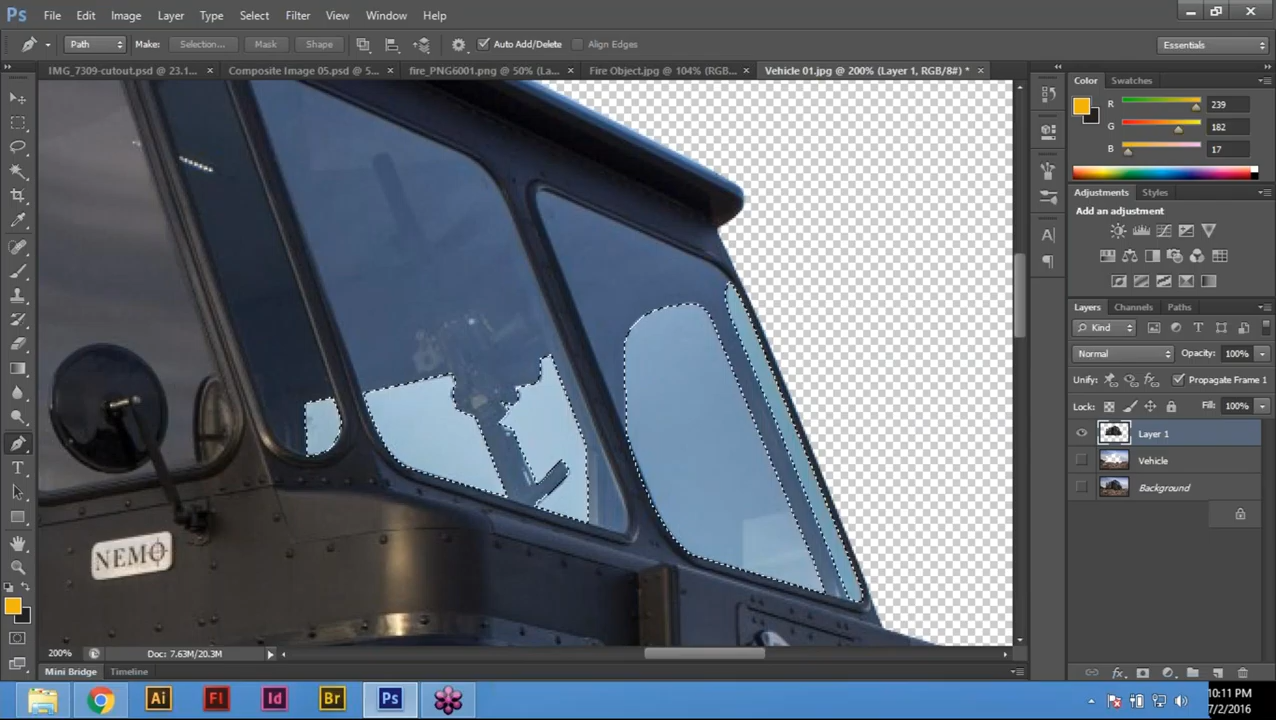 Ps File Edit Image Layer Type Select Filter View Window Help
Path Make: Selection... Mask Shape Auto Add/Delete Align Edges Essentials
IMG_7309-cutout.psd @ 23.1... × Composite Image 05.psd @ 5... × fire_PNG6001.png @ 50% (La... × Fire Object.jpg @ 104% (RGB... × Vehicle 01.jpg @ 200% (Layer 1, RGB/8#) * ×
Color Swatches
R 239
G 182
B 17
Adjustments Styles
Add an adjustment
Layers Channels Paths
Kind
Normal Opacity: 100%
Unify: Propagate Frame 1
Lock: Fill: 100%
Layer 1
Vehicle
Background
NEMO
200% Doc: 7.63M/20.3M
Mini Bridge Timeline
Ai Fl Id Br Ps
10:11 PM
7/2/2016